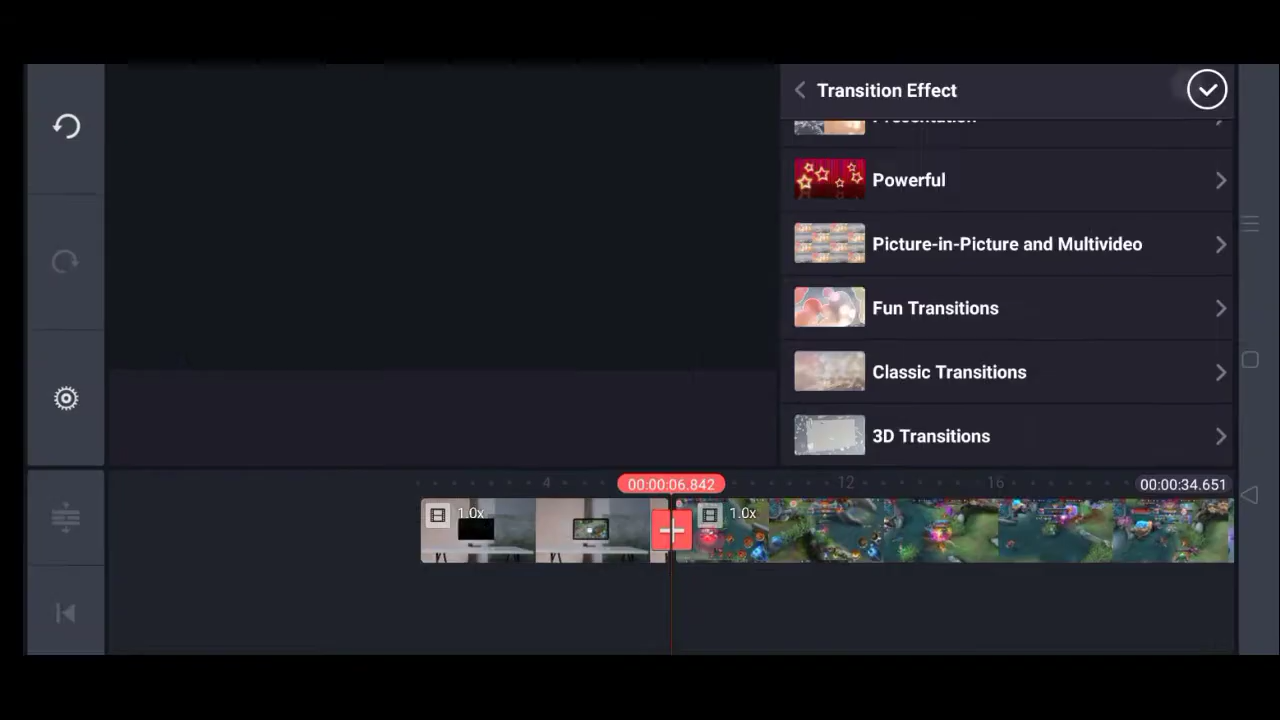 Transition Effect
Presentation
Powerful
Picture-in-Picture and Multivideo
Fun Transitions
Classic Transitions
3D Transitions
4
00:00:06.842
12
16
00:00:34.651
1.0x
1.0x